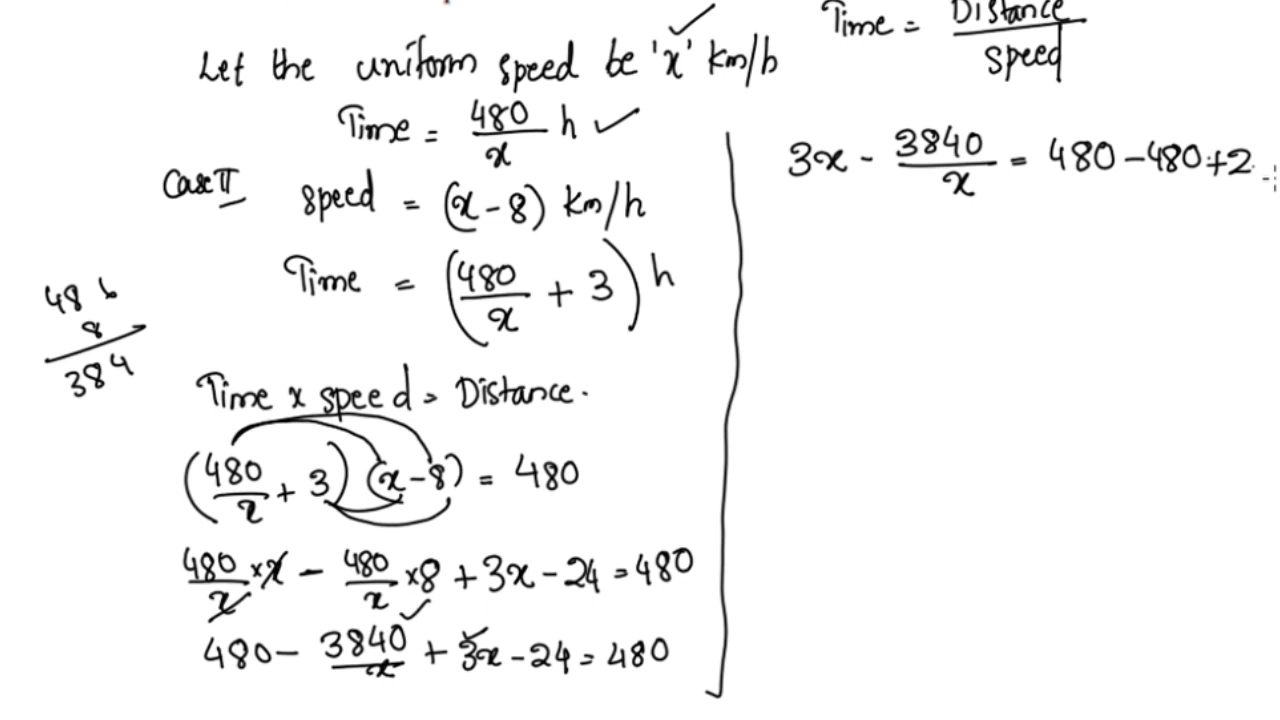 Let the uniform speed be 'x' Km/h
Time = 480/x h ✓
Case II speed = (x - 8) Km/h
Time = (480/x + 3) h
480
8
384
Time x speed = Distance.
(480/x + 3) (x - 8) = 480
480/x × x - 480/x × 8 + 3x - 24 = 480
480 - 3840/x + 3x - 24 = 480
Time = Distance/speed
3x - 3840/x = 480 - 480 + 2